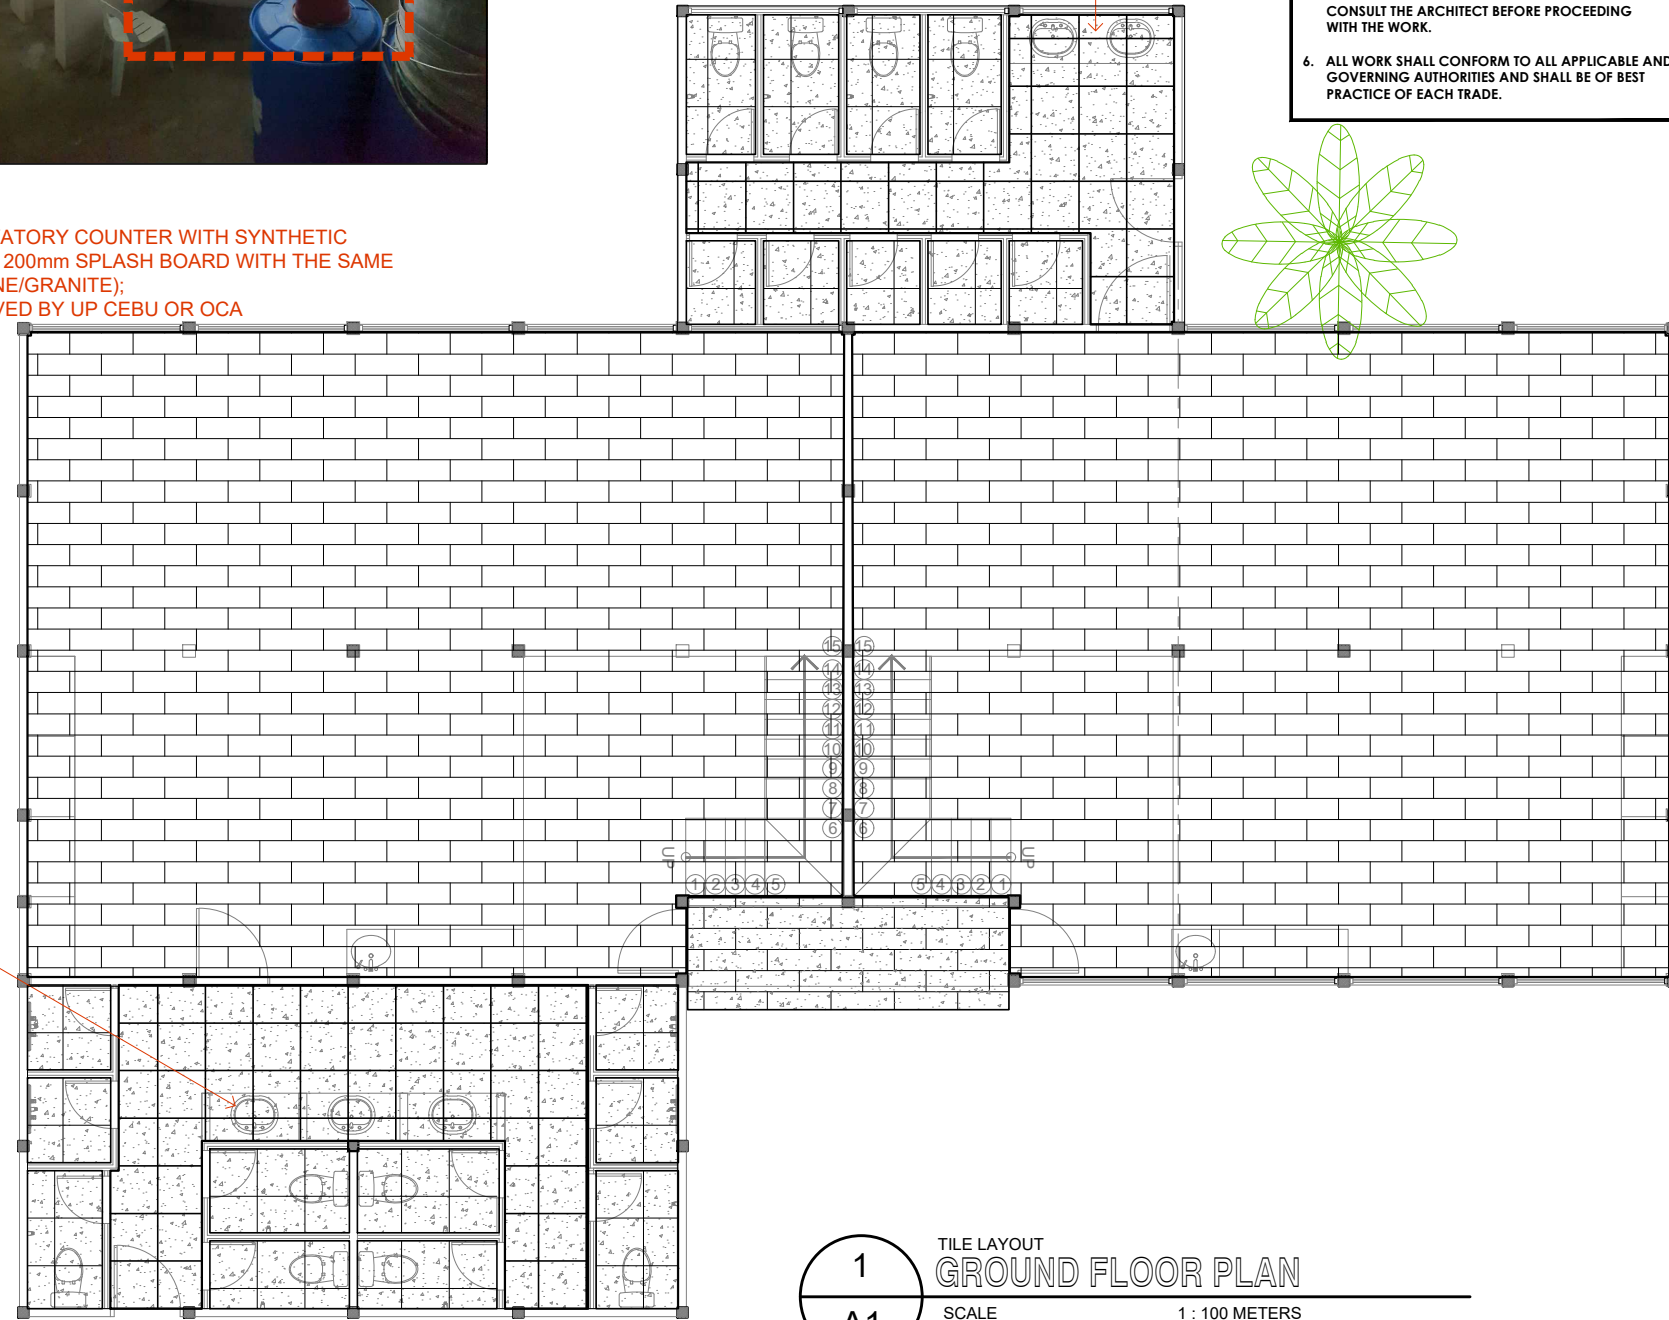 CONSULT THE ARCHITECT BEFORE PROCEEDING
WITH THE WORK.
6. ALL WORK SHALL CONFORM TO ALL APPLICABLE AND
GOVERNING AUTHORITIES AND SHALL BE OF BEST
PRACTICE OF EACH TRADE.
ATORY COUNTER WITH SYNTHETIC
200mm SPLASH BOARD WITH THE SAME
NE/GRANITE);
VED BY UP CEBU OR OCA
15 15
14 14
13 13
12 12
11 11
10 10
9 9
8 8
7 7
6 6
UP UP
1 2 3 4 5 5 4 3 2 1
1
TILE LAYOUT
GROUND FLOOR PLAN
A1
SCALE 1 : 100 METERS